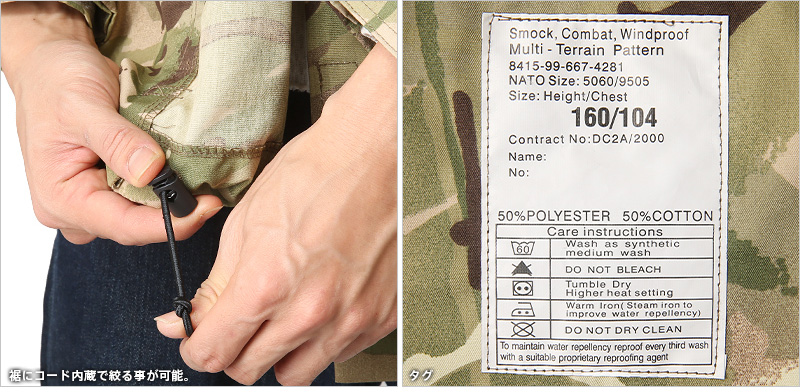 Smock, Combat, Windproof
Multi - Terrain Pattern
8415-99-667-4281
NATO Size: 5060/9505
Size: Height/Chest
160/104
Contract No:DC2A/2000
Name:
No:
50%POLYESTER 50%COTTON
Care instructions
60
Wash as synthetic
medium wash
DO NOT BLEACH
Tumble Dry
Higher heat setting
Warm Iron( Steam iron to
improve water repellency)
DO NOT DRY CLEAN
To maintain water repellency reproof every third wash
with a suitable proprietary reproofing agent
裾にコード内蔵で絞る事が可能。
タグ